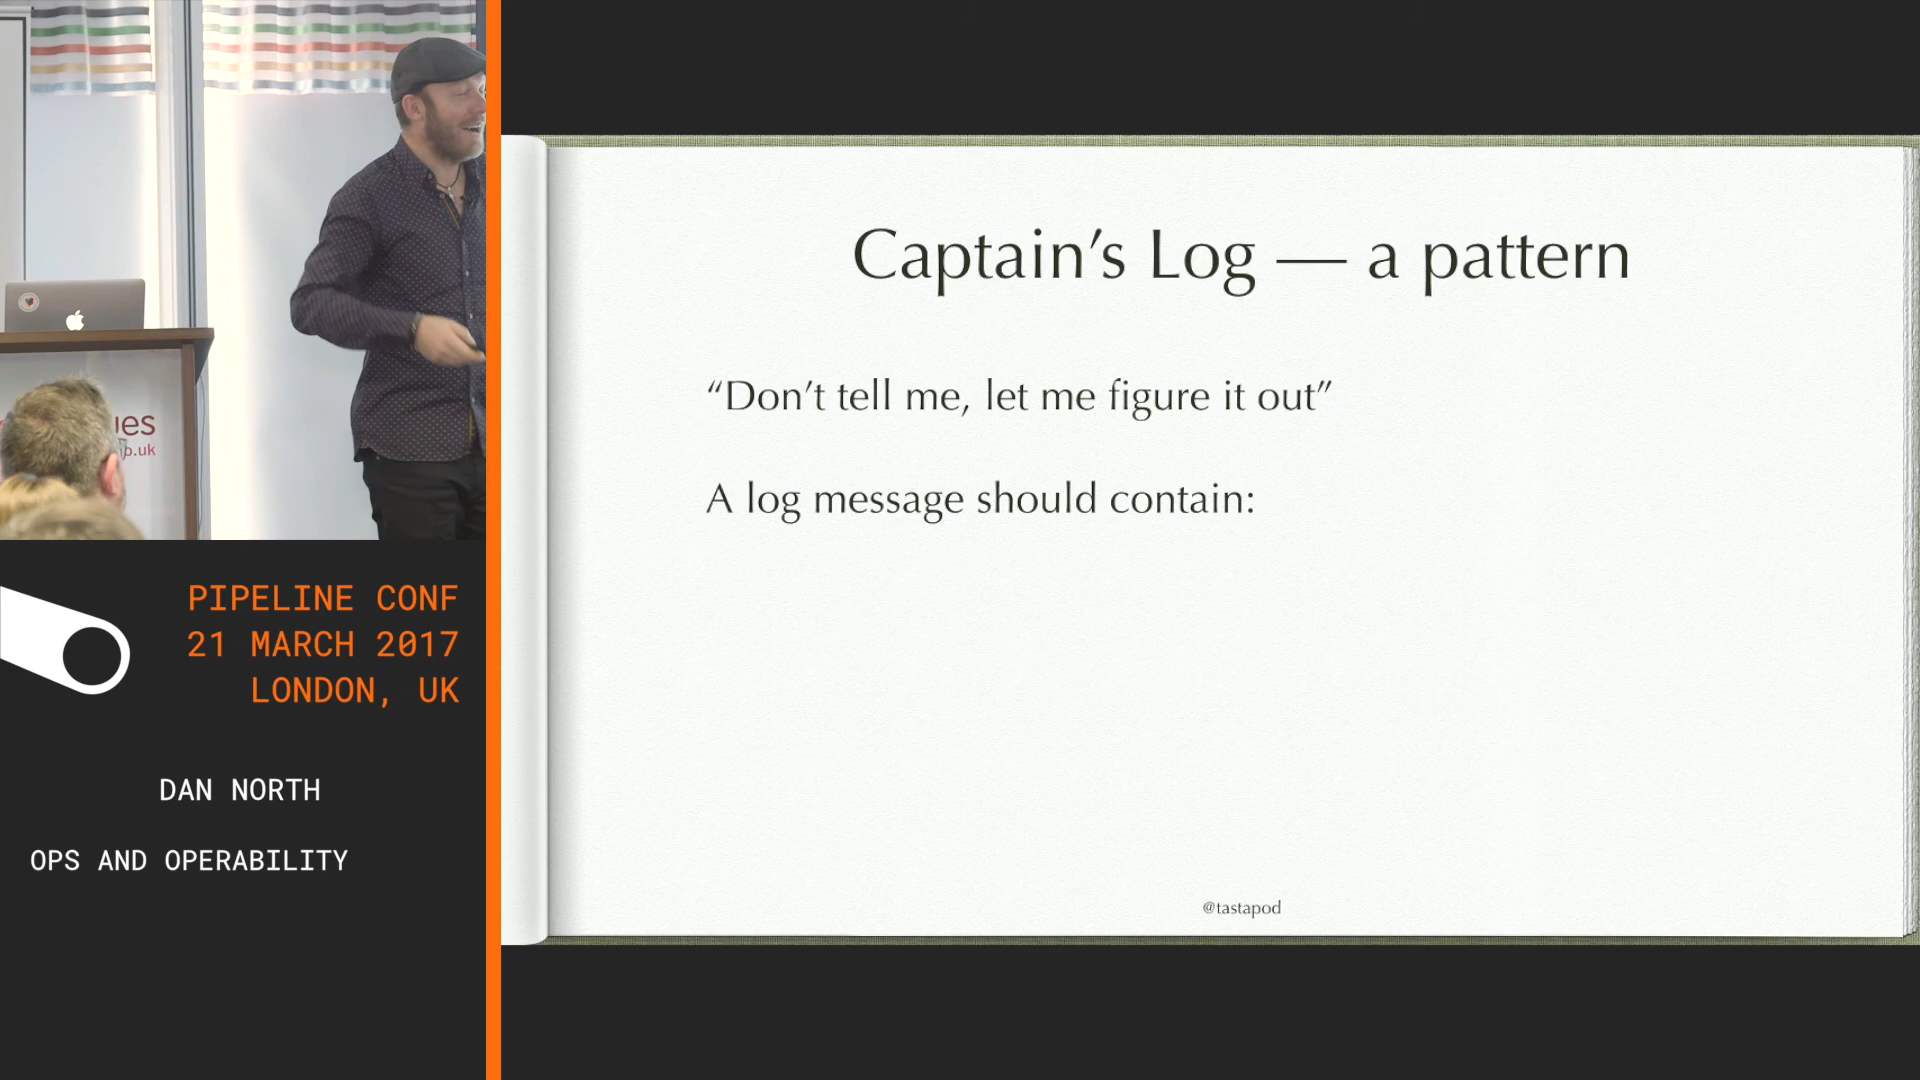 PIPELINE CONF
21 MARCH 2017
LONDON, UK
DAN NORTH
OPS AND OPERABILITY
Captain’s Log — a pattern
“Don’t tell me, let me figure it out”
A log message should contain:
@tastapod